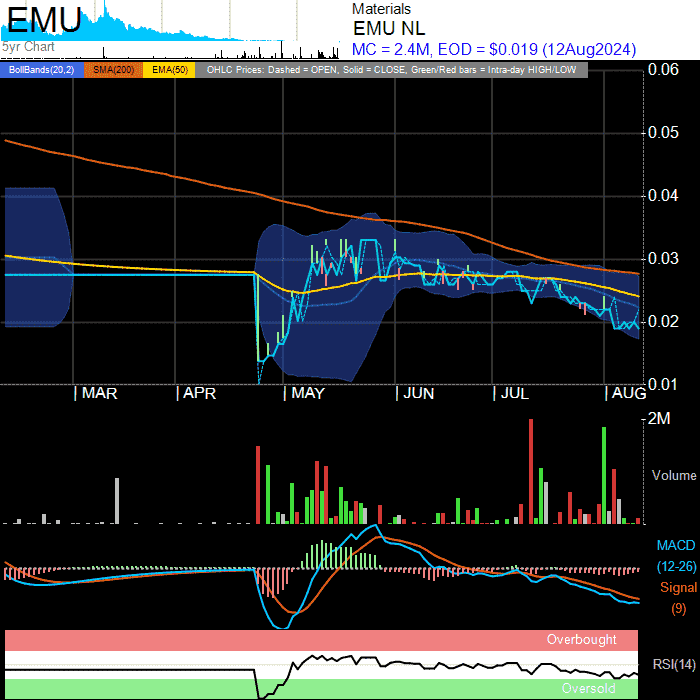 EMU
5yr Chart
Materials
EMU NL
MC = 2.4M, EOD = $0.019 (12Aug2024)
BollBands(20,2) SMA(200) EMA(50) OHLC Prices: Dashed = OPEN, Solid = CLOSE, Green/Red bars = Intra-day HIGH/LOW
0.06
0.05
0.04
0.03
0.02
0.01
MAR APR MAY JUN JUL AUG
2M
Volume
MACD
(12-26)
Signal
(9)
Overbought
RSI(14)
Oversold